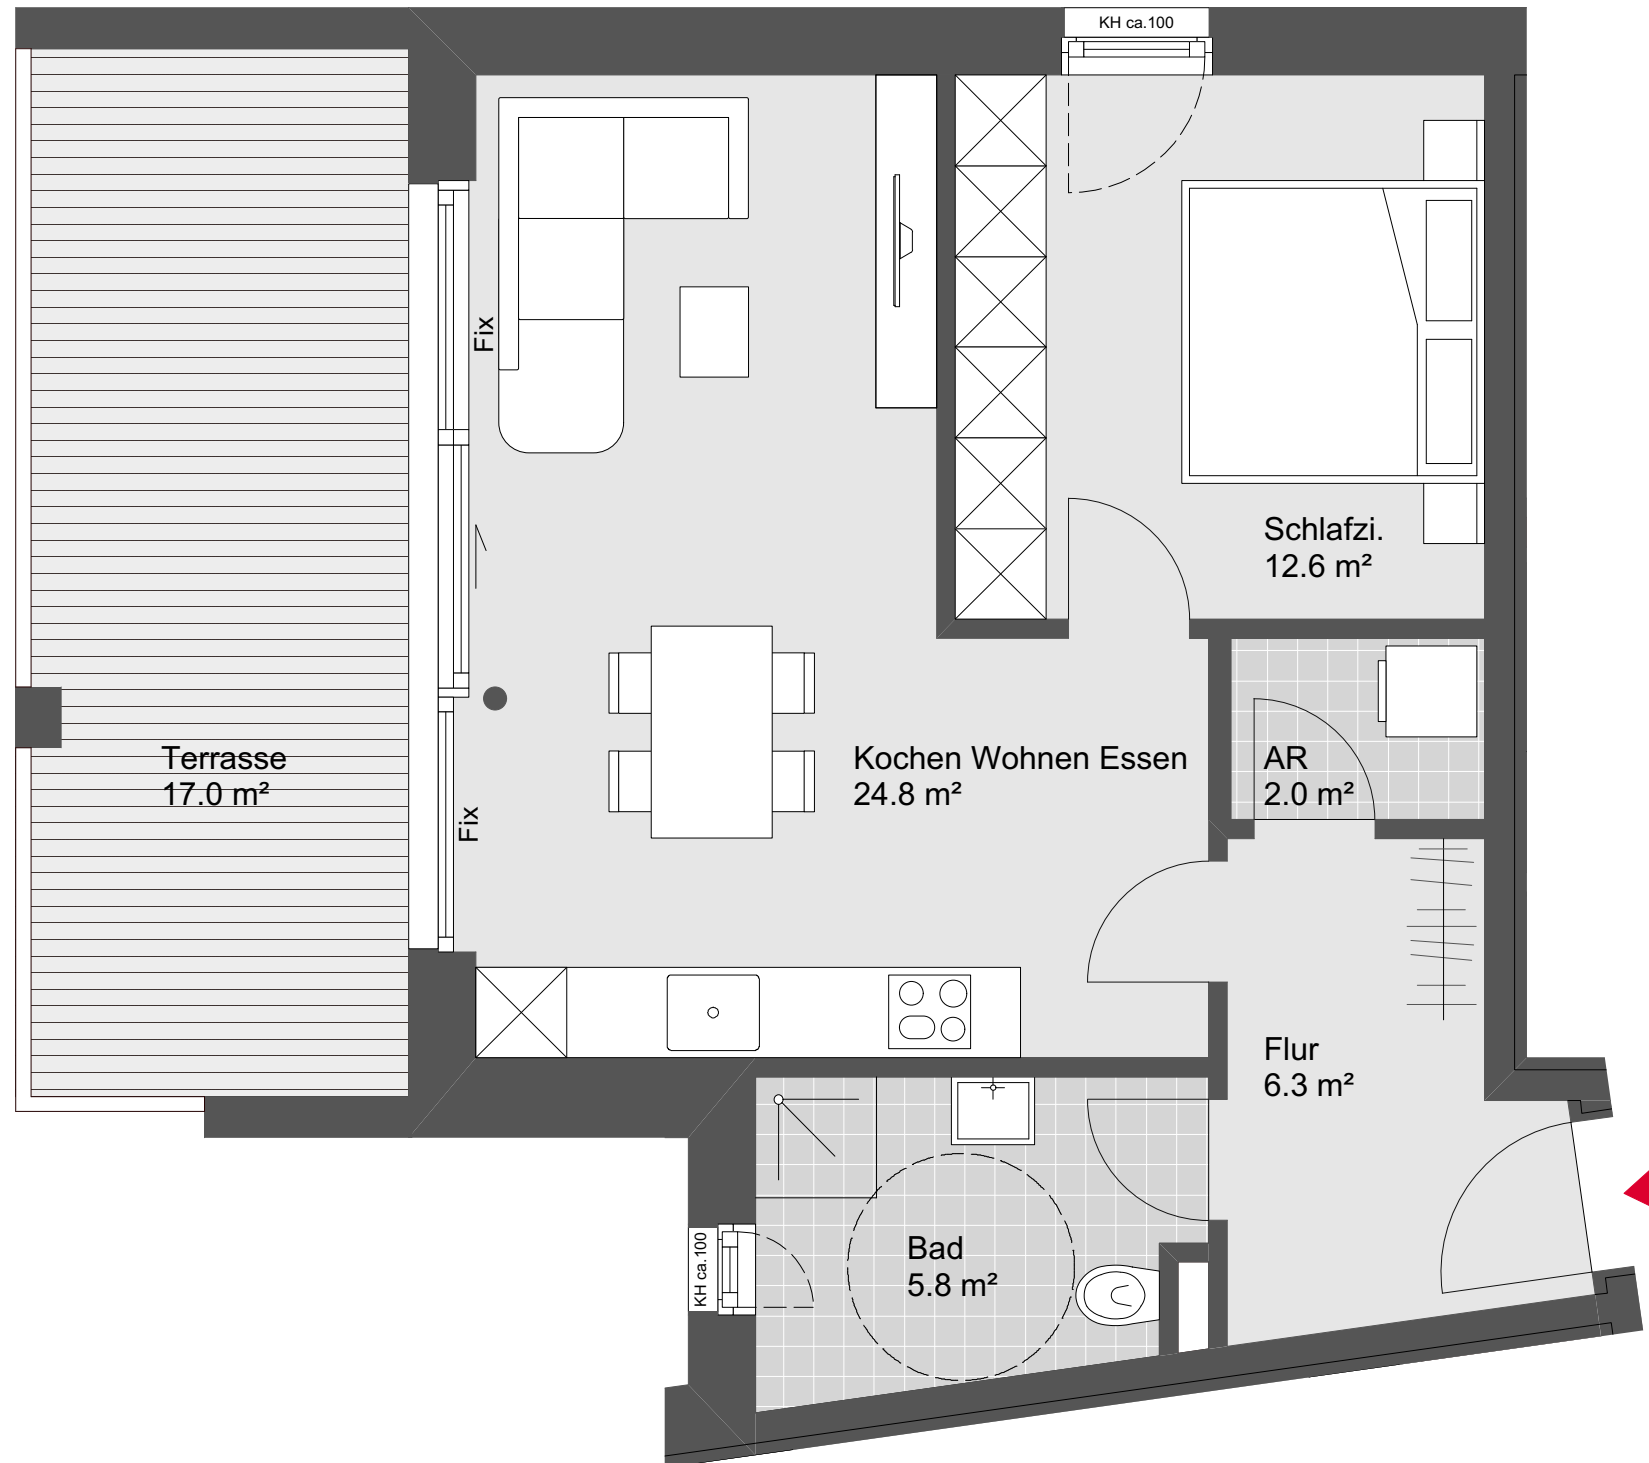 KH ca.100
Fix
Schlafzi.
12.6 m²
Terrasse
17.0 m²
Kochen Wohnen Essen
24.8 m²
AR
2.0 m²
Fix
Flur
6.3 m²
Bad
5.8 m²
KH ca.100